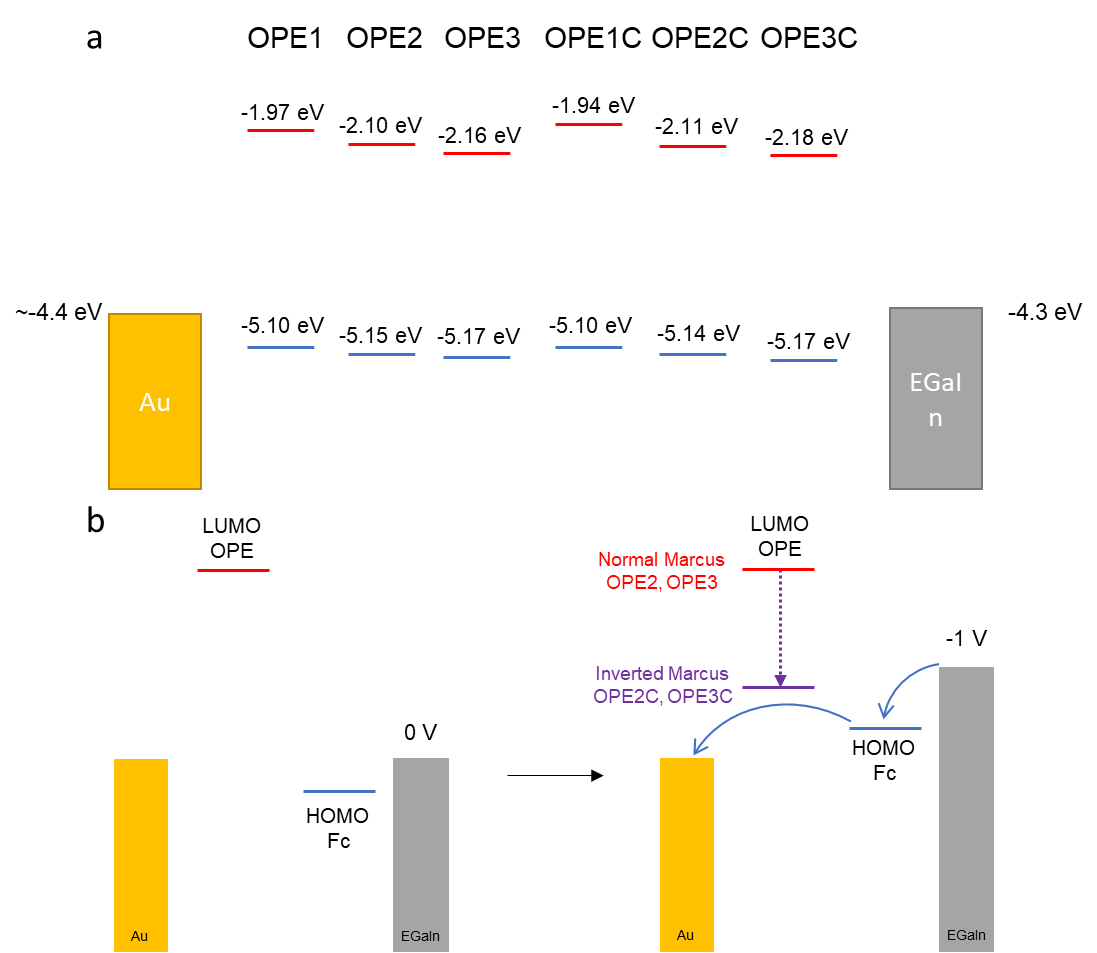 a
OPE1 OPE2 OPE3 OPE1C OPE2C OPE3C
-1.97 eV -2.10 eV -2.16 eV -1.94 eV -2.11 eV -2.18 eV
~-4.4 eV
-5.10 eV -5.15 eV -5.17 eV -5.10 eV -5.14 eV -5.17 eV
-4.3 eV
Au
EGaI
n
b
LUMO
OPE
0 V
HOMO
Fc
Au
EGaIn
LUMO
OPE
Normal Marcus
OPE2, OPE3
Inverted Marcus
OPE2C, OPE3C
-1 V
HOMO
Fc
Au
EGaIn